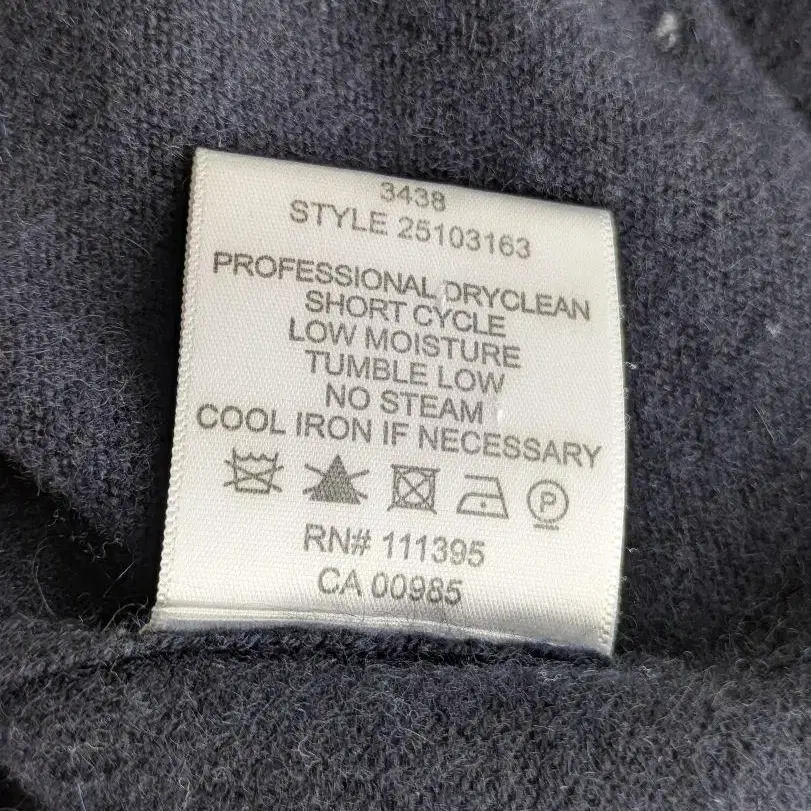 3438
STYLE 25103163
PROFESSIONAL DRYCLEAN
SHORT CYCLE
LOW MOISTURE
TUMBLE LOW
NO STEAM
COOL IRON IF NECESSARY
P
RN# 111395
CA 00985